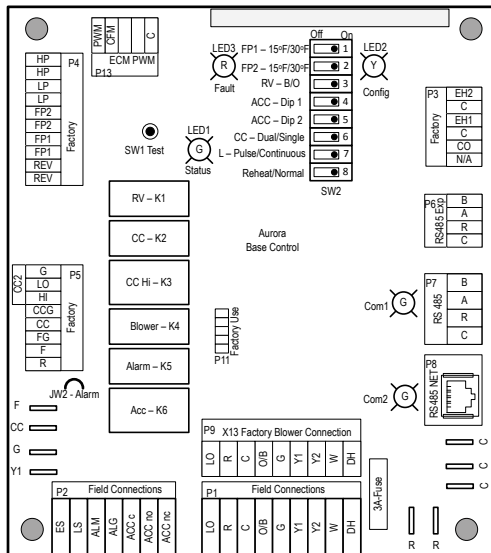 PWM
CFM
C
P13
ECM PWM
HP
HP
LP
LP
FP2
FP2
FP1
FP1
REV
REV
P4
Factory
LED3
R
Fault
Off
On
FP1 – 15ºF/30ºF
1
FP2 – 15ºF/30ºF
2
RV – B/O
3
ACC – Dip 1
4
ACC – Dip 2
5
CC – Dual/Single
6
L – Pulse/Continuous
7
Reheat/Normal
8
SW2
LED2
Y
Config
P3
Factory
EH2
C
EH1
C
CO
N/A
SW1 Test
LED1
G
Status
RV – K1
CC – K2
CC Hi – K3
Blower – K4
Alarm – K5
Acc – K6
Aurora
Base Control
P6
RS485 Exp
B
A
R
C
P11
Factory Use
CC2
G
LO
HI
CCG
CC
FG
F
R
P5
Factory
Com1
G
P7
RS 485
B
A
R
C
JW2 - Alarm
Com2
G
P8
RS485 NET
F
CC
G
Y1
P9
X13 Factory Blower Connection
LO
R
C
O/B
G
Y1
Y2
W
DH
P2
Field Connections
ES
LS
ALM
ALG
ACC c
ACC no
ACC nc
P1
Field Connections
LO
R
C
O/B
G
Y1
Y2
W
DH
3A-Fuse
C
C
C
R
R